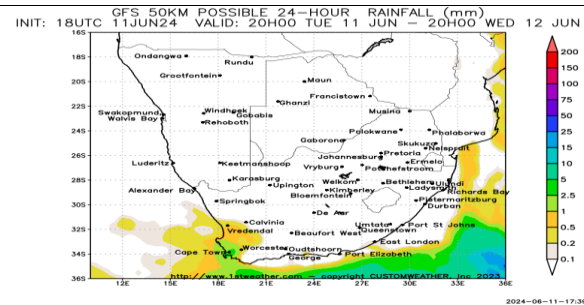 GFS 50KM POSSIBLE 24-HOUR RAINFALL (mm)
INIT: 18UTC 11JUN24 VALID: 20H00 TUE 11 JUN - 20H00 WED 12 JUN
16S
18S
20S
22S
24S
26S
28S
30S
32S
34S
36S
Ondangwa
Rundu
Grootfontein
Maun
Francistown
Ghanzi
Musina
Swakopmund
Windhoek
Gobabis
Walvis Bay
Rehoboth
Polokwane
Phalaborwa
Gaborone
Skukuza
Nelspruit
Pretoria
Johannesburg
Ermelo
Luderitz
Keetmanshoop
Vryburg
Potchefstroom
Karasburg
Welkom
Bethlehem
Ulundi
Alexander Bay
Upington
Kimberley
Ladysmith
Richards Bay
Bloemfontein
Springbok
Pietermaritzburg
Durban
De Aar
Calvinia
Umtata
Port St Johns
Vredendal
Beaufort West
Queenstown
East London
Worcester
Oudtshoorn
Cape Town
George
Port Elizabeth
http://www.1stweather.com - copyright CUSTOMWEATHER, Inc 2023
12E 15E 18E 21E 24E 27E 30E 33E 36E
200
150
100
75
50
25
15
10
5
2.5
1
0.5
0.2
0.1
2024-06-11-17:30